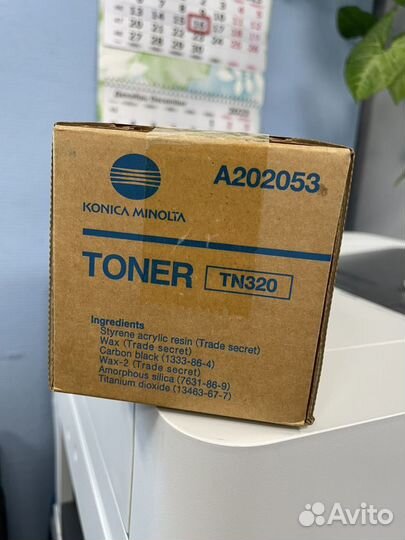 A202053
KONICA MINOLTA
TONER TN320
Ingredients
Styrene acrylic resin (Trade secret)
Wax (Trade secret)
Carbon black (1333-86-4)
Wax-2 (Trade secret)
Amorphous silica (7631-86-9)
Titanium dioxide (13463-67-7)
Avito